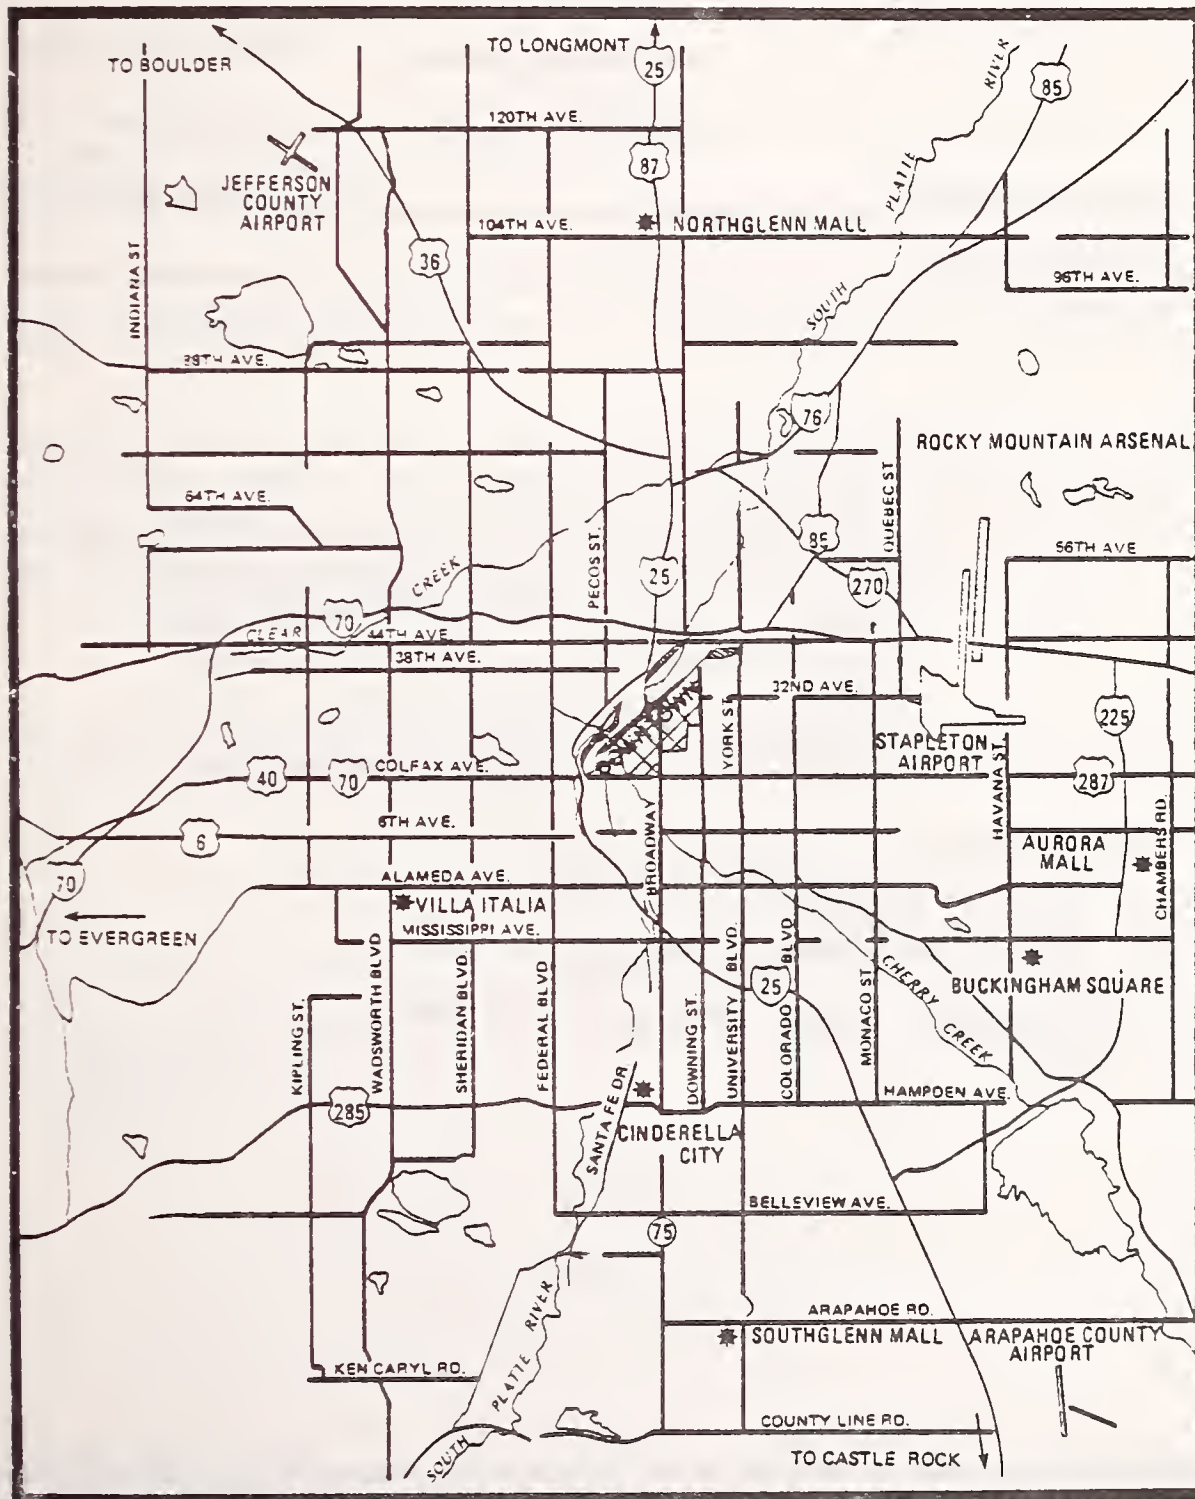 TO LONGMONT
TO BOULDER
25
RIVER
85
120TH AVE.
87
PLATTE
JEFFERSON
COUNTY
AIRPORT
NORTHGLENN MALL
104TH AVE.
INDIANA ST
36
96TH AVE.
SOUTH
88TH AVE.
76
ROCKY MOUNTAIN ARSENAL
64TH AVE.
QUEBEC ST
85
56TH AVE
CREEK
PECOS ST.
25
270
70
CLEAR
44TH AVE.
38TH AVE.
32ND AVE.
DOWNTOWN
YORK ST.
225
STAPLETON
AIRPORT
HAVANA ST.
COLFAX AVE.
40
70
287
6TH AVE.
6
BROADWAY
AURORA
MALL
CHAMBERS RD.
70
ALAMEDA AVE.
VILLA ITALIA
TO EVERGREEN
MISSISSIPPI AVE.
CHERRY
CREEK
25
BUCKINGHAM SQUARE
KIPLING ST.
WADSWORTH BLVD
SHERIDAN BLVD.
FEDERAL BLVD
DOWNING ST.
UNIVERSITY BLVD.
COLORADO BLVD
MONACO ST.
HAMPDEN AVE.
285
SANTA FE DR
CINDERELLA
CITY
BELLEVIEW AVE.
75
ARAPAHOE RD.
SOUTHGLENN MALL
ARAPAHOE COUNTY
AIRPORT
KEN CARYL RD.
SOUTH
PLATTE
RIVER
COUNTY LINE RD.
TO CASTLE ROCK